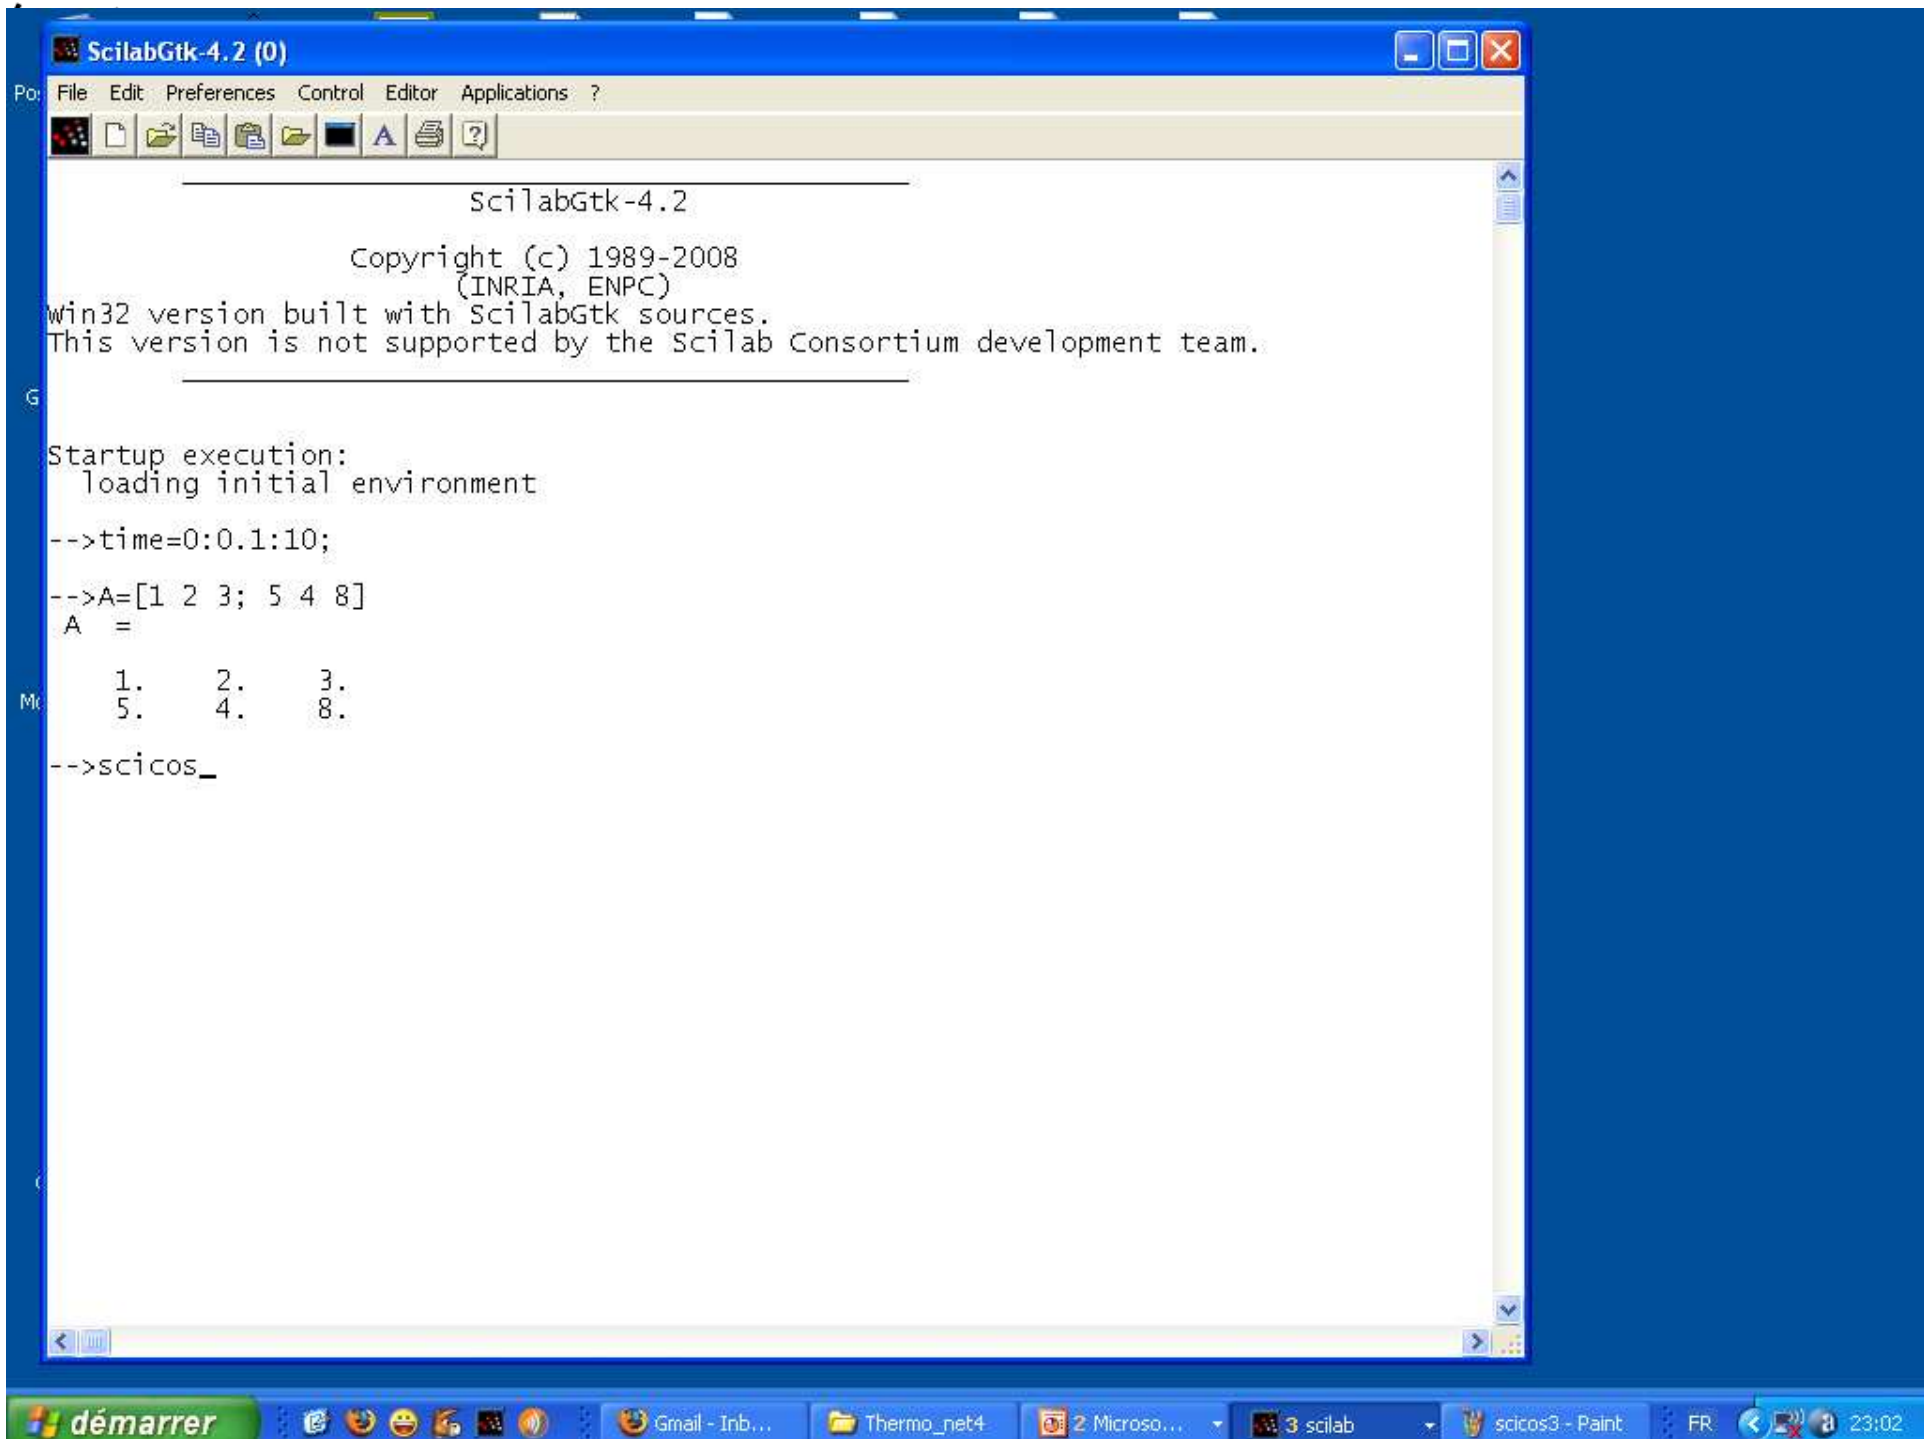 ScilabGtk-4.2 (0)
File Edit Preferences Control Editor Applications ?
ScilabGtk-4.2
Copyright (c) 1989-2008
(INRIA, ENPC)
Win32 version built with ScilabGtk sources.
This version is not supported by the Scilab Consortium development team.
Startup execution:
loading initial environment
-->time=0:0.1:10;
-->A=[1 2 3; 5 4 8]
A =
1. 2. 3.
5. 4. 8.
-->scicos_
démarrer
Gmail - Inb...
Thermo_net4
2 Microso...
3 scilab
scicos3 - Paint
FR
23:02